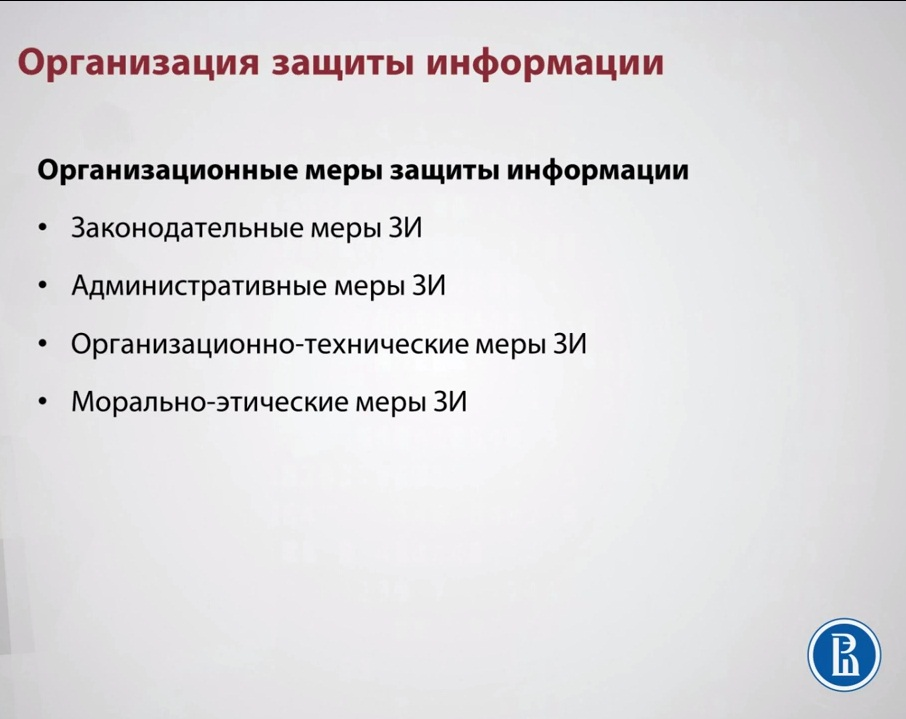 Организация защиты информации
Организационные меры защиты информации
• Законодательные меры ЗИ
• Административные меры ЗИ
• Организационно-технические меры ЗИ
• Морально-этические меры ЗИ